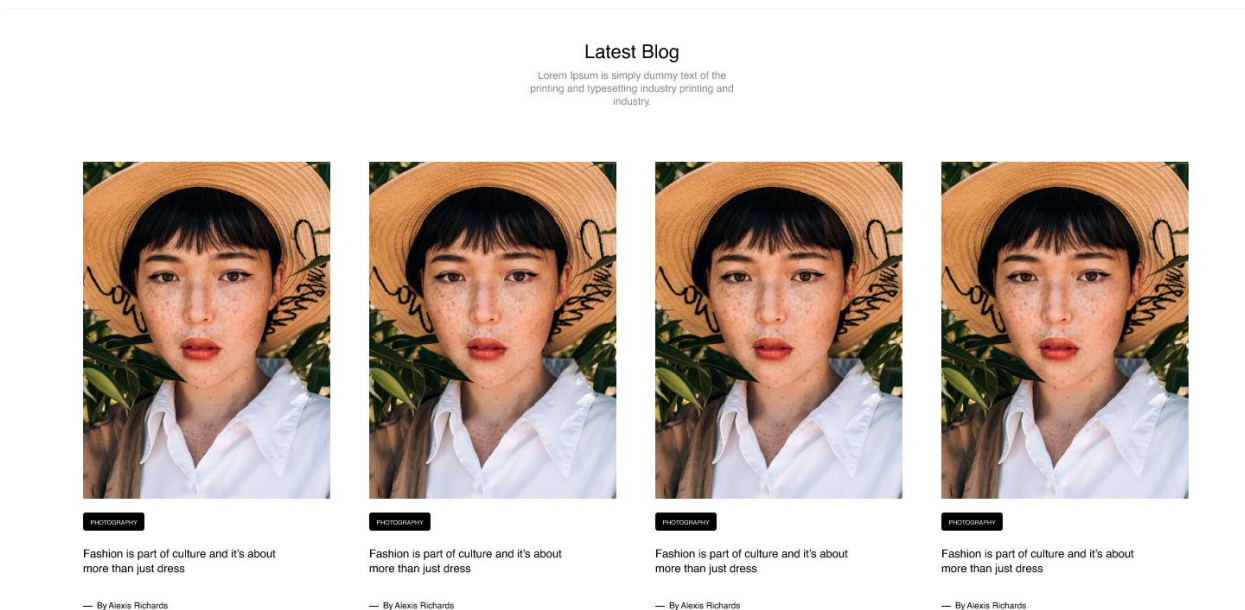 Latest Blog
Lorem Ipsum is simply dummy text of the
printing and typesetting industry printing and
industry.
PHOTOGRAPHY
Fashion is part of culture and it’s about
more than just dress
— By Alexis Richards
PHOTOGRAPHY
Fashion is part of culture and it’s about
more than just dress
— By Alexis Richards
PHOTOGRAPHY
Fashion is part of culture and it’s about
more than just dress
— By Alexis Richards
PHOTOGRAPHY
Fashion is part of culture and it’s about
more than just dress
— By Alexis Richards